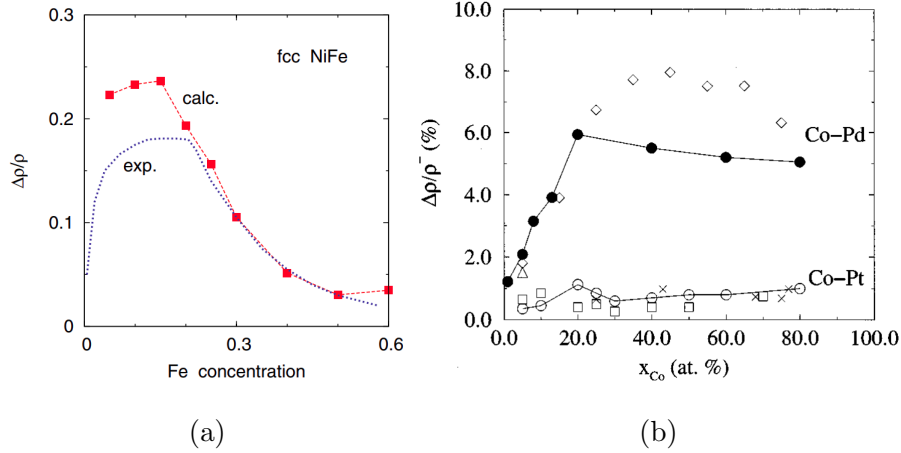 fcc NiFe
calc.
exp.
Δρ/ρ
0.3
0.2
0.1
0
0
0.3
0.6
Fe concentration
(a)
10.0
8.0
6.0
4.0
2.0
0.0
Δρ/ρ¯ (%)
Co–Pd
Co–Pt
0.0
20.0
40.0
60.0
80.0
100.0
x_Co (at. %)
(b)